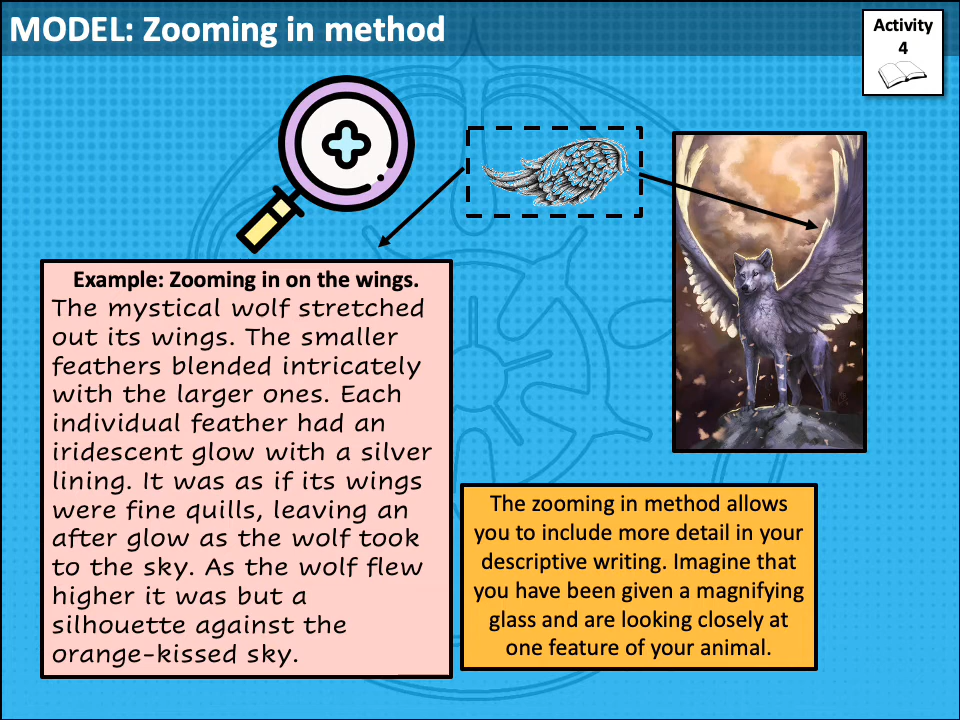 MODEL: Zooming in method
Activity
4
Example: Zooming in on the wings.
The mystical wolf stretched
out its wings. The smaller
feathers blended intricately
with the larger ones. Each
individual feather had an
iridescent glow with a silver
lining. It was as if its wings
were fine quills, leaving an
after glow as the wolf took
to the sky. As the wolf flew
higher it was but a
silhouette against the
orange-kissed sky.
The zooming in method allows
you to include more detail in your
descriptive writing. Imagine that
you have been given a magnifying
glass and are looking closely at
one feature of your animal.